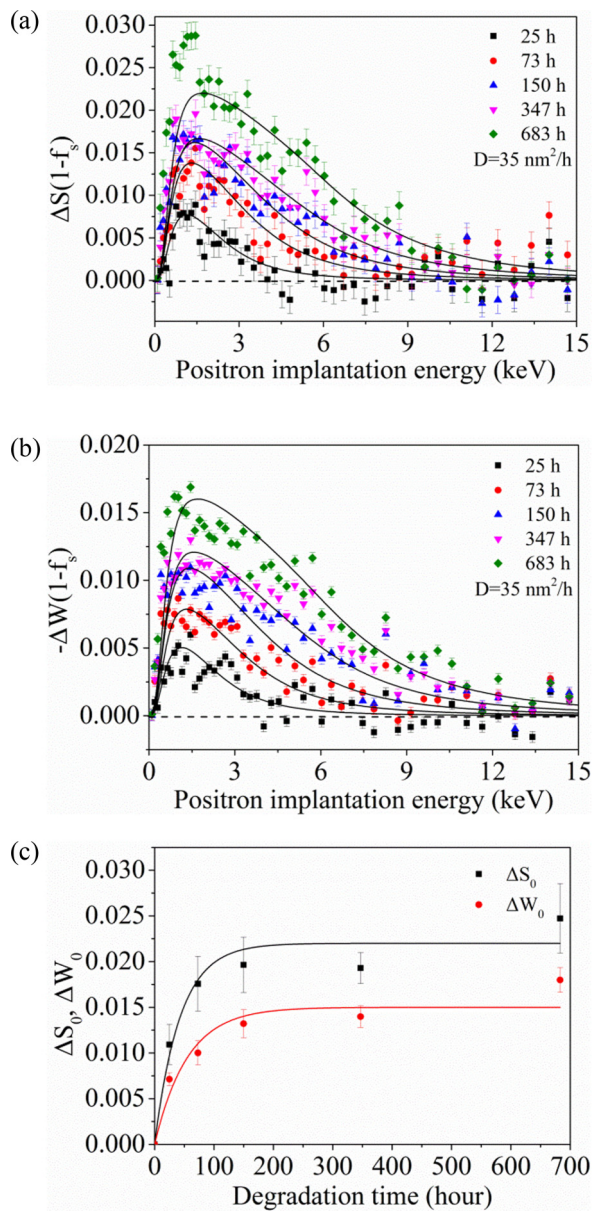 (a)
0.030
0.025
0.020
0.015
0.010
0.005
0.000
ΔS(1-fs)
25 h
73 h
150 h
347 h
683 h
D=35 nm²/h
0 3 6 9 12 15
Positron implantation energy (keV)
(b)
0.020
0.015
0.010
0.005
0.000
-ΔW(1-fs)
25 h
73 h
150 h
347 h
683 h
D=35 nm²/h
0 3 6 9 12 15
Positron implantation energy (keV)
(c)
0.030
0.025
0.020
0.015
0.010
0.005
0.000
ΔS₀, ΔW₀
ΔS₀
ΔW₀
0 100 200 300 400 500 600 700
Degradation time (hour)